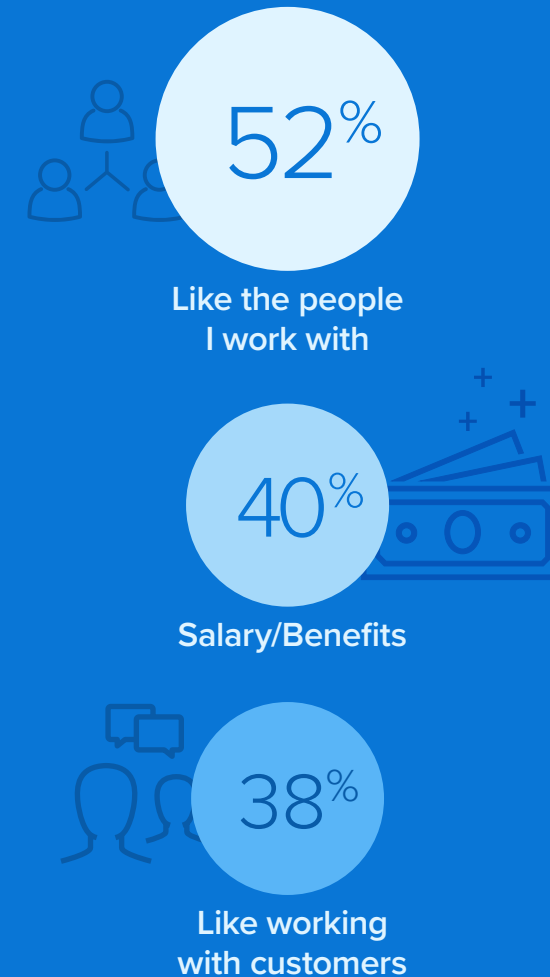 52%
Like the people
I work with
40%
Salary/Benefits
38%
Like working
with customers